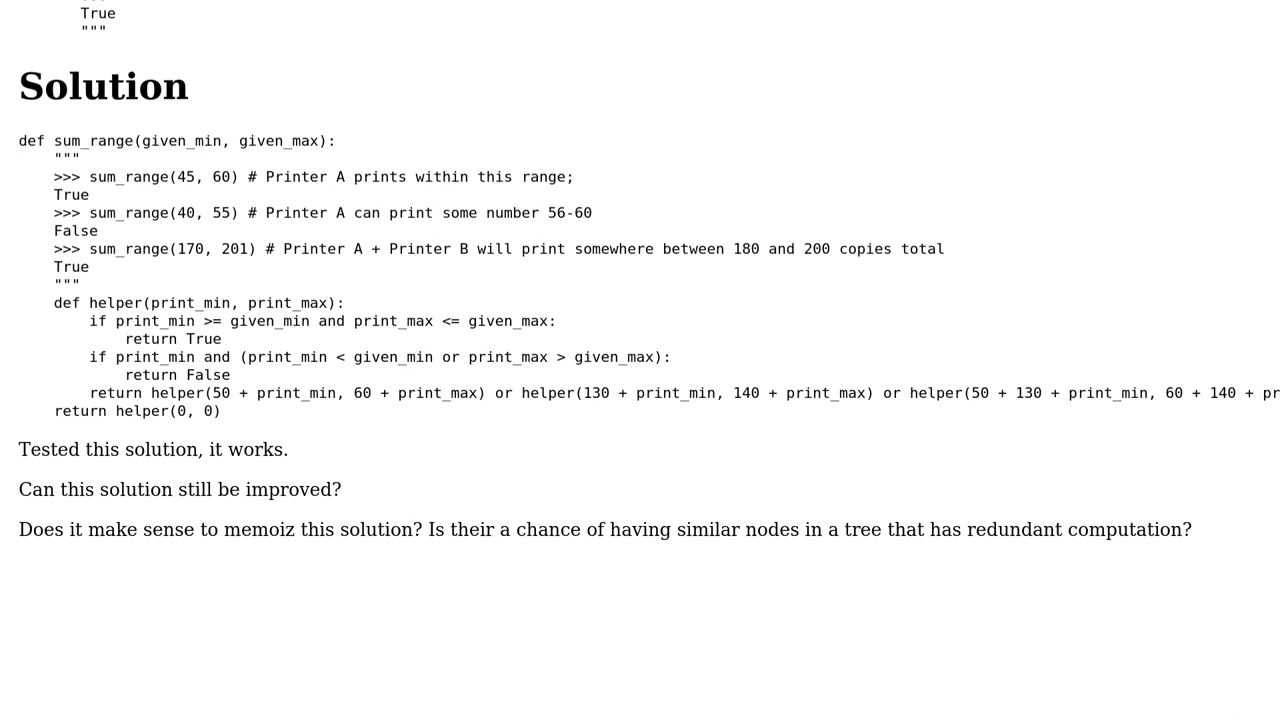 True
"""
Solution
def sum_range(given_min, given_max):
    """
    >>> sum_range(45, 60) # Printer A prints within this range;
    True
    >>> sum_range(40, 55) # Printer A can print some number 56-60
    False
    >>> sum_range(170, 201) # Printer A + Printer B will print somewhere between 180 and 200 copies total
    True
    """
    def helper(print_min, print_max):
        if print_min >= given_min and print_max <= given_max:
            return True
        if print_min and (print_min < given_min or print_max > given_max):
            return False
        return helper(50 + print_min, 60 + print_max) or helper(130 + print_min, 140 + print_max) or helper(50 + 130 + print_min, 60 + 140 + pr
    return helper(0, 0)
Tested this solution, it works.
Can this solution still be improved?
Does it make sense to memoiz this solution? Is their a chance of having similar nodes in a tree that has redundant computation?